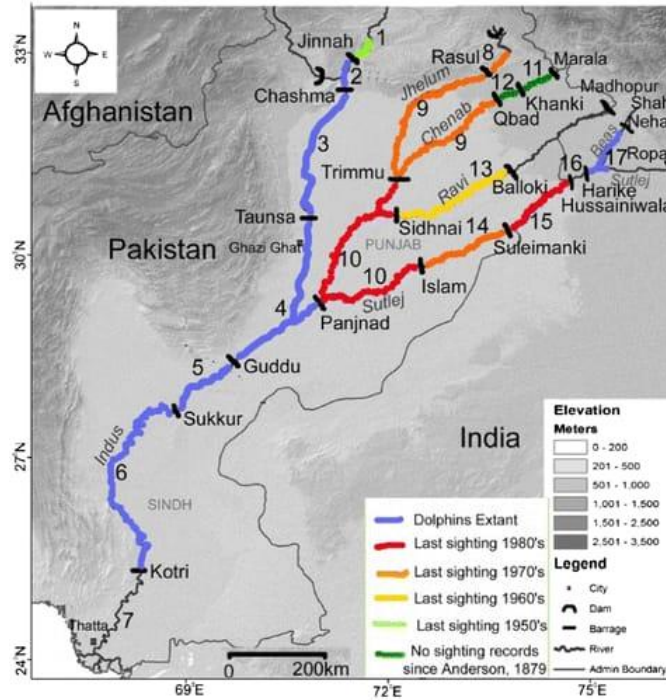 33°N
30°N
27°N
24°N
69°E
72°E
75°E
N
W
E
S
Afghanistan
Pakistan
India
PUNJAB
SINDH
Jinnah
1
2
Chashma
3
Taunsa
Ghazi Ghat
4
5
Guddu
Sukkur
Indus
6
Kotri
7
Thatta
Rasul
8
Jhelum
9
Chenab
9
Trimmu
12
Qbad
11
Khanki
Marala
Madhopur
Shah
Neha
Ropa
Beas
17
Sutlej
16
Harike
Hussainiwala
13
Ravi
Balloki
Sidhnai
14
15
Suleimanki
10
10
Sutlej
Islam
Panjnad
Dolphins Extant
Last sighting 1980's
Last sighting 1970's
Last sighting 1960's
Last sighting 1950's
No sighting records
since Anderson, 1879
Elevation
Meters
0 - 200
201 - 500
501 - 1,000
1,001 - 1,500
1,501 - 2,500
2,501 - 3,500
Legend
City
Dam
Barrage
River
Admin Boundary
0
200km